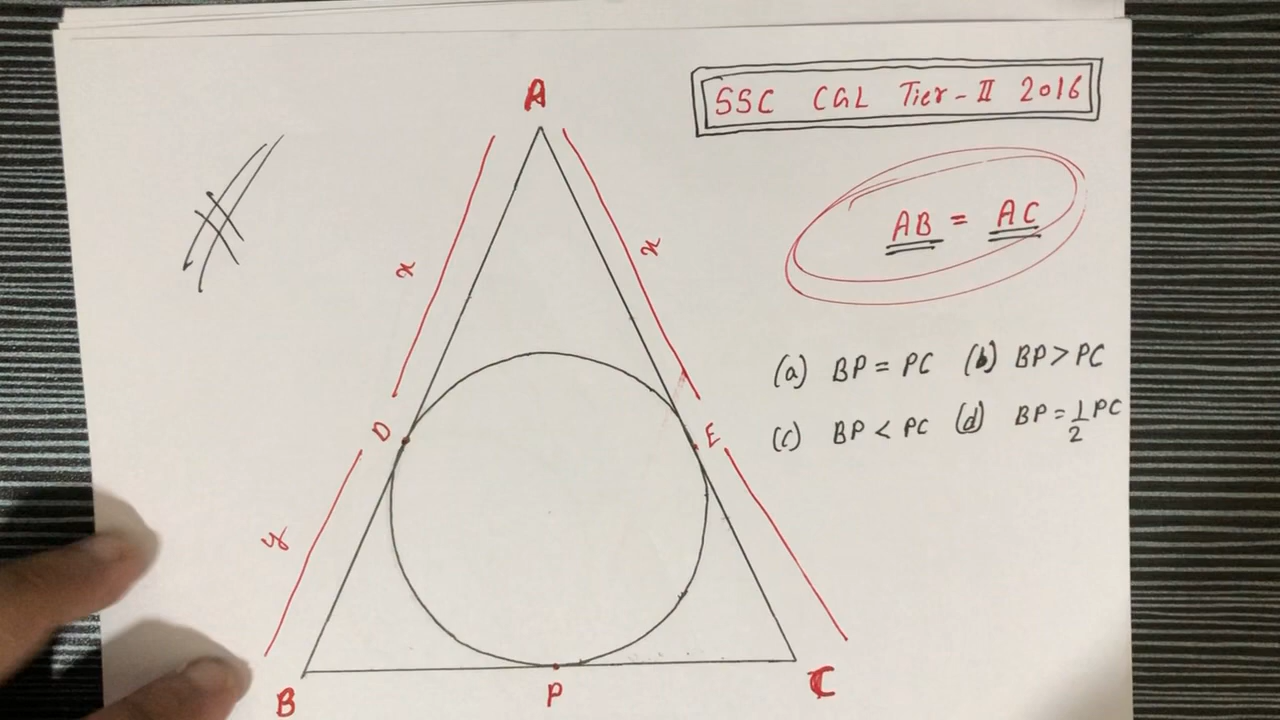 A
SSC CGL Tier-II 2016
AB = AC
x
x
(a) BP = PC (b) BP > PC
(c) BP < PC (d) BP = 1/2 PC
D
E
y
B
P
C